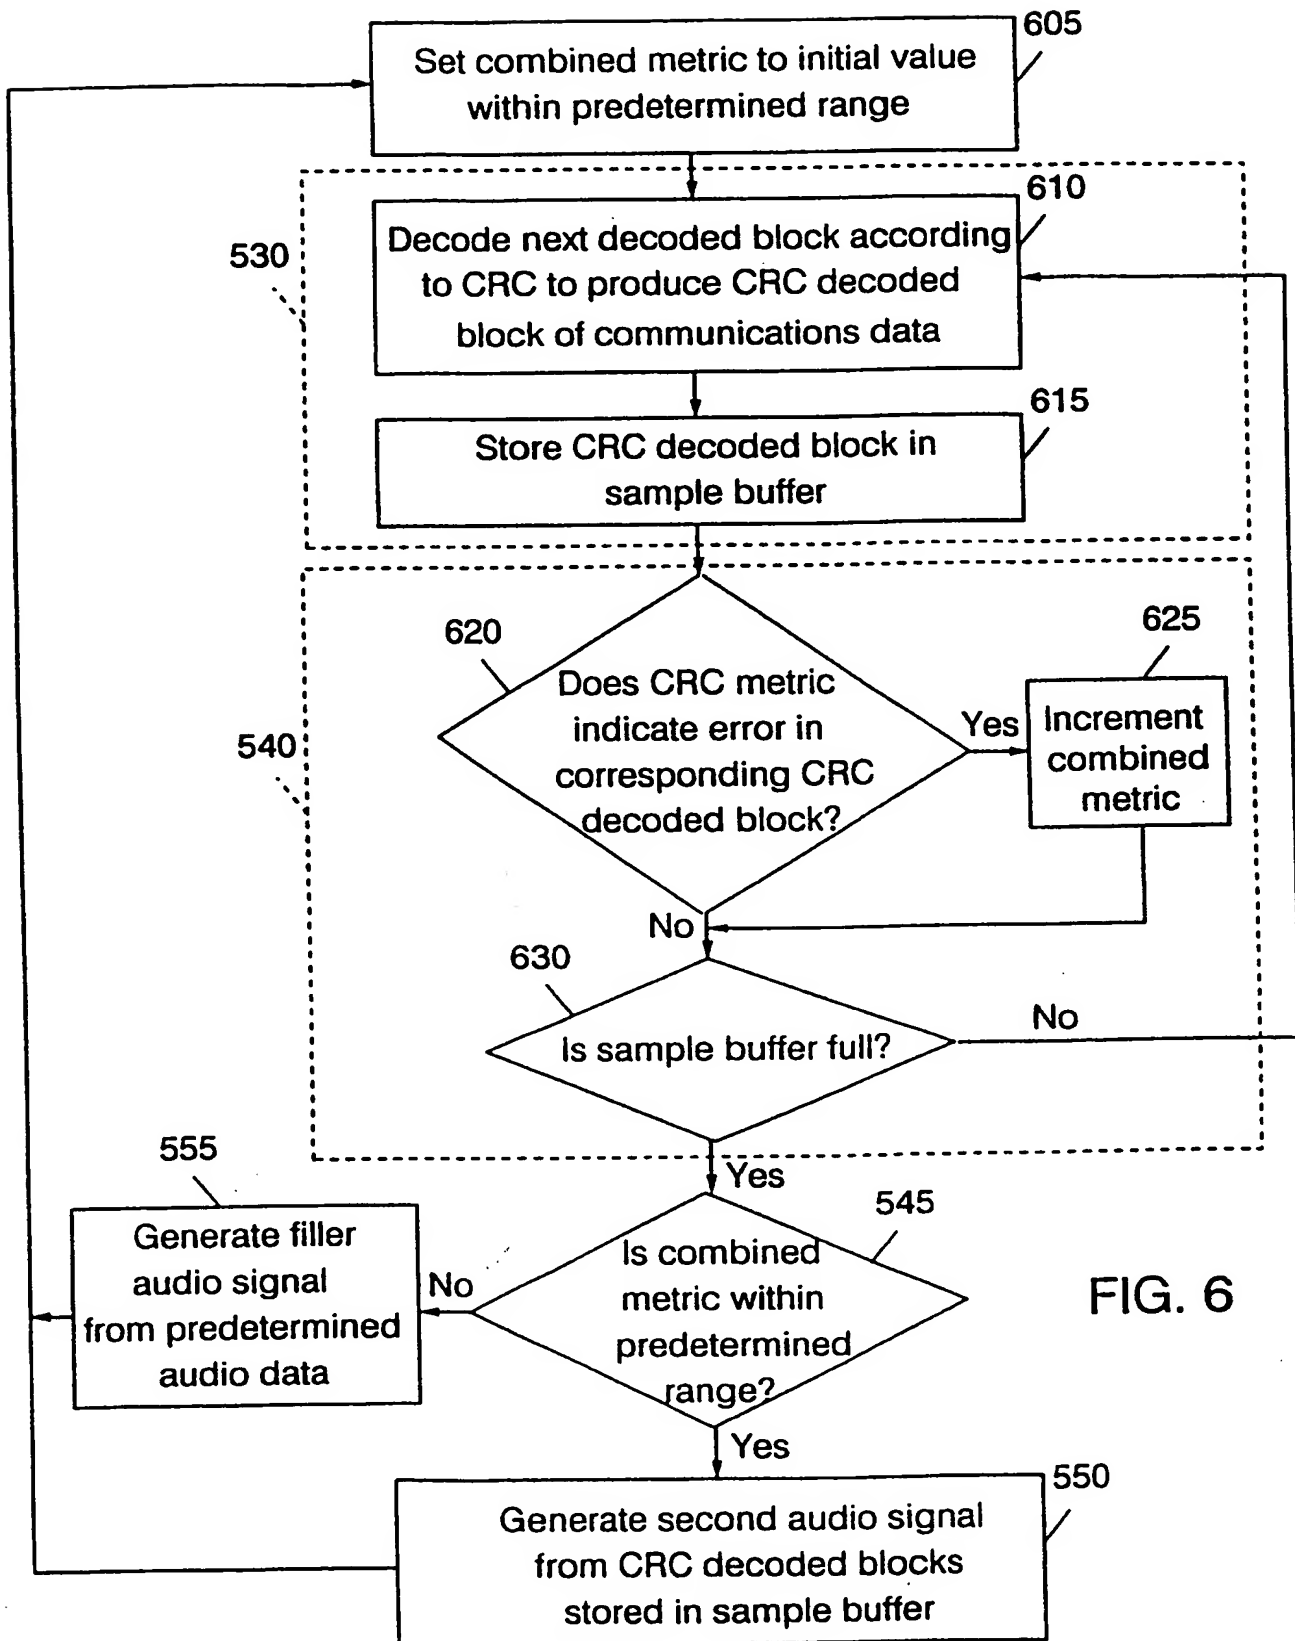 605
Set combined metric to initial value
within predetermined range
610
530
Decode next decoded block according
to CRC to produce CRC decoded
block of communications data
615
Store CRC decoded block in
sample buffer
620
625
540
Does CRC metric
indicate error in
corresponding CRC
decoded block?
Yes
Increment
combined
metric
No
630
Is sample buffer full?
No
Yes
555
545
Generate filler
audio signal
from predetermined
audio data
No
Is combined
metric within
predetermined
range?
FIG. 6
Yes
550
Generate second audio signal
from CRC decoded blocks
stored in sample buffer